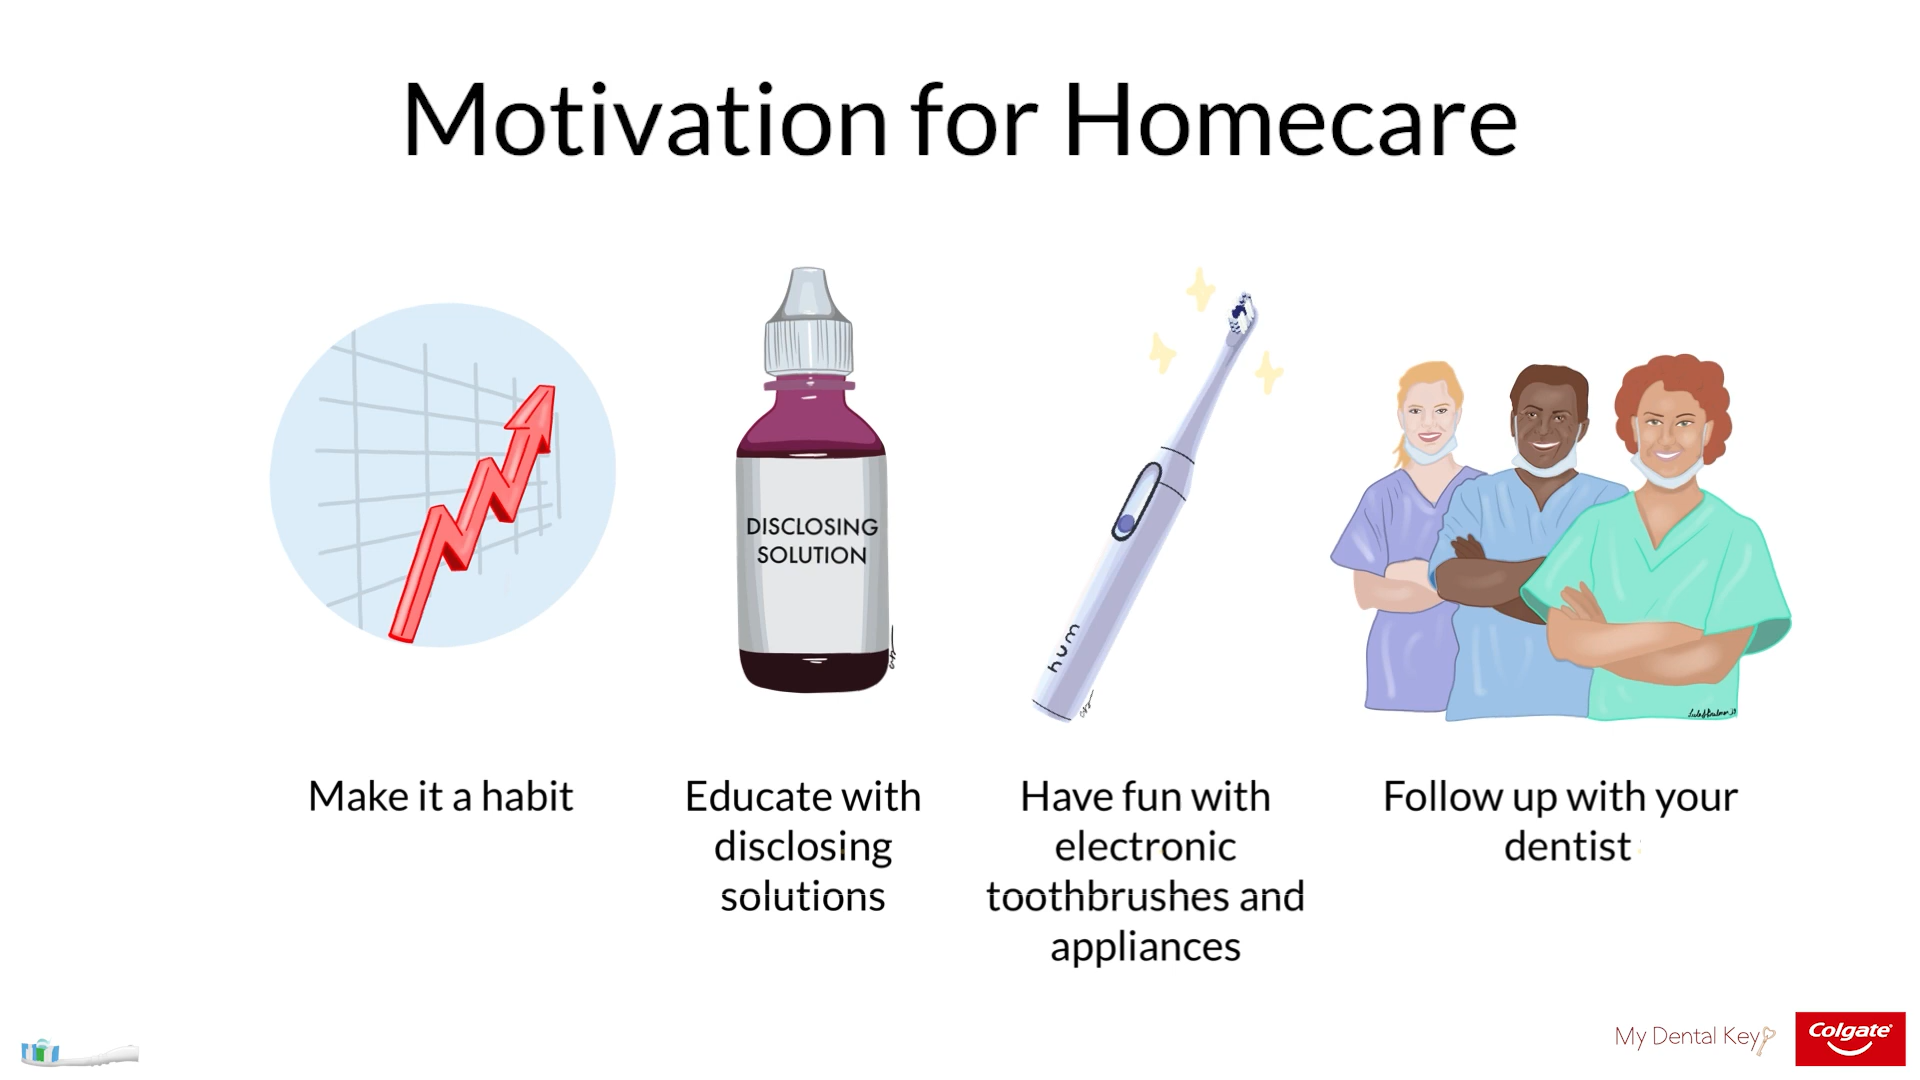 Motivation for Homecare
DISCLOSING
SOLUTION
hum
Make it a habit
Educate with
disclosing
solutions
Have fun with
electronic
toothbrushes and
appliances
Follow up with your
dentist
My Dental Key
Colgate